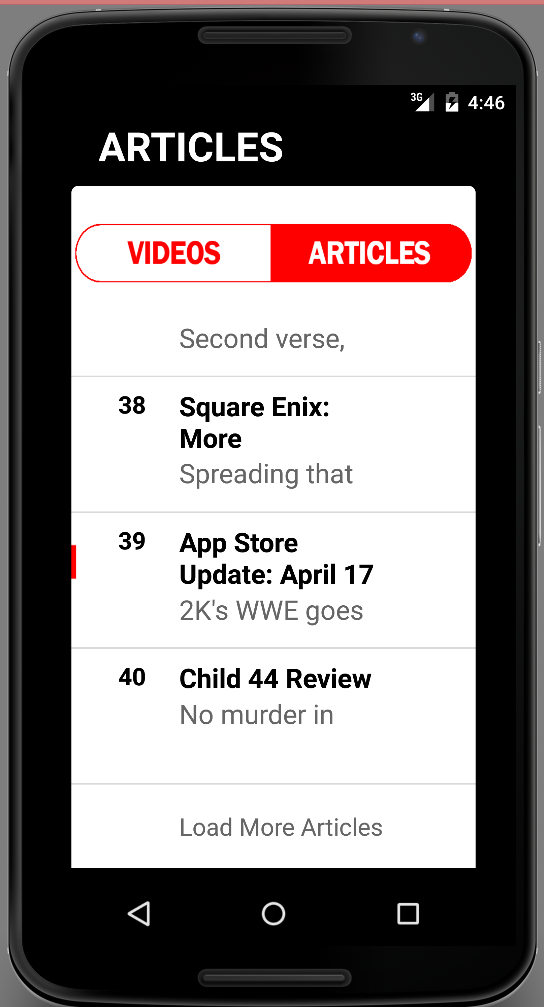 3G 4:46
ARTICLES
VIDEOS ARTICLES
Second verse,
38 Square Enix:
More
Spreading that
39 App Store
Update: April 17
2K's WWE goes
40 Child 44 Review
No murder in
Load More Articles